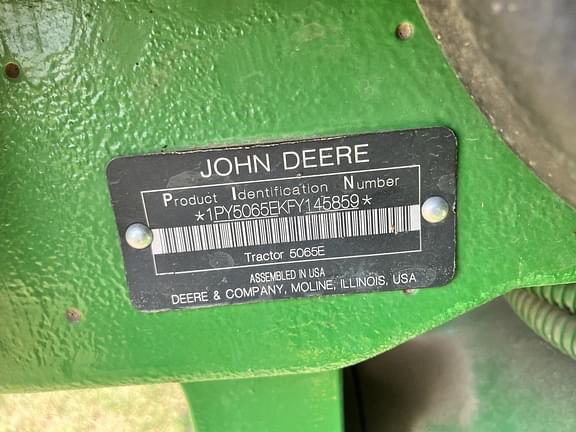 JOHN DEERE
Product Identification Number
*1PY5065EKFY145859*
Tractor 5065E
ASSEMBLED IN USA
DEERE & COMPANY, MOLINE, ILLINOIS, USA